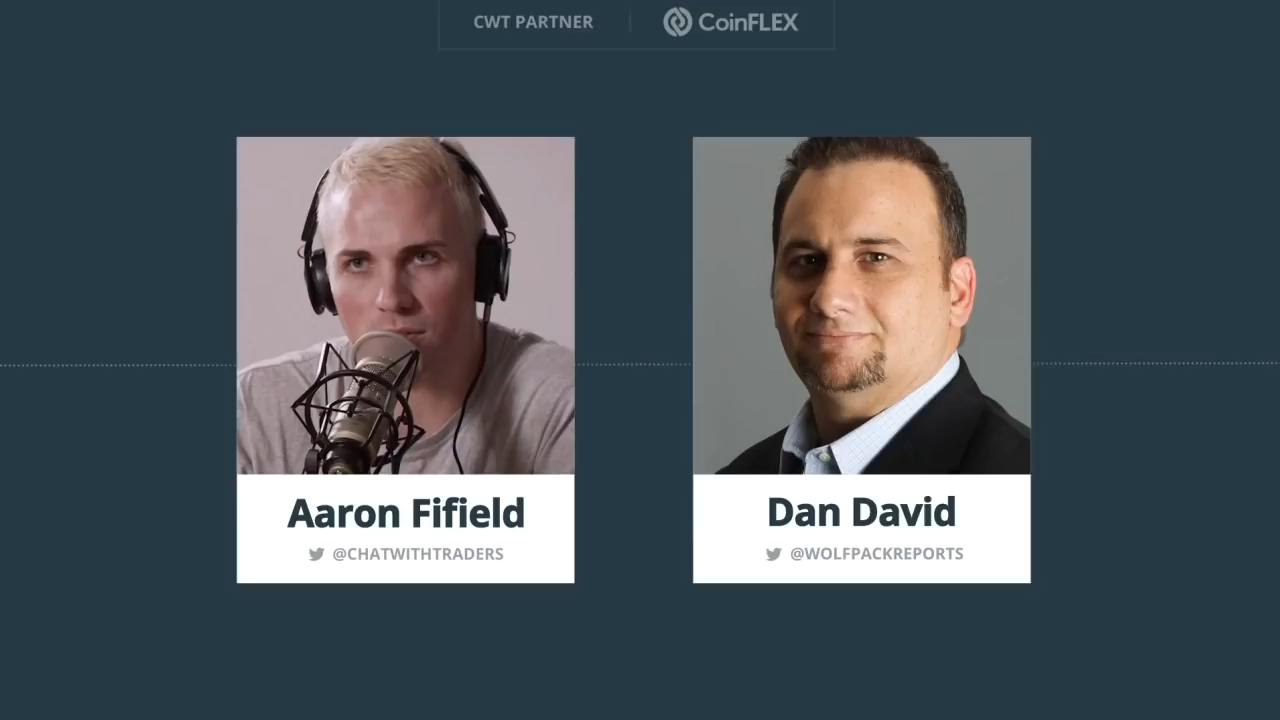 CWT PARTNER
CoinFLEX
Aaron Fifield
@CHATWITHTRADERS
Dan David
@WOLFPACKREPORTS